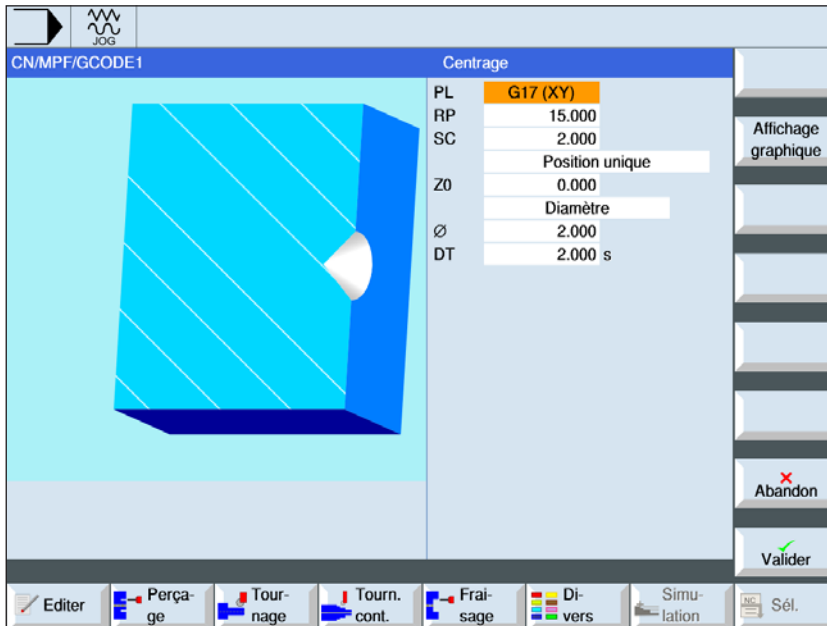 JOG
CN/MPF/GCODE1
Centrage
PL G17 (XY)
RP 15.000
SC 2.000
Position unique
Z0 0.000
Diamètre
∅ 2.000
DT 2.000 s
Affichage
graphique
Abandon
Valider
Editer
Perça-
ge
Tour-
nage
Tourn.
cont.
Frai-
sage
Di-
vers
Simu-
lation
NC
Sél.